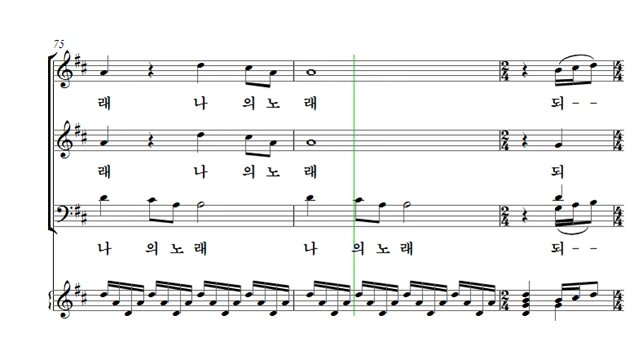 75
래 나 의 노 래 되 - -
래 나 의 노 래 되
나 의 노 래 나 의 노 래 되 - -